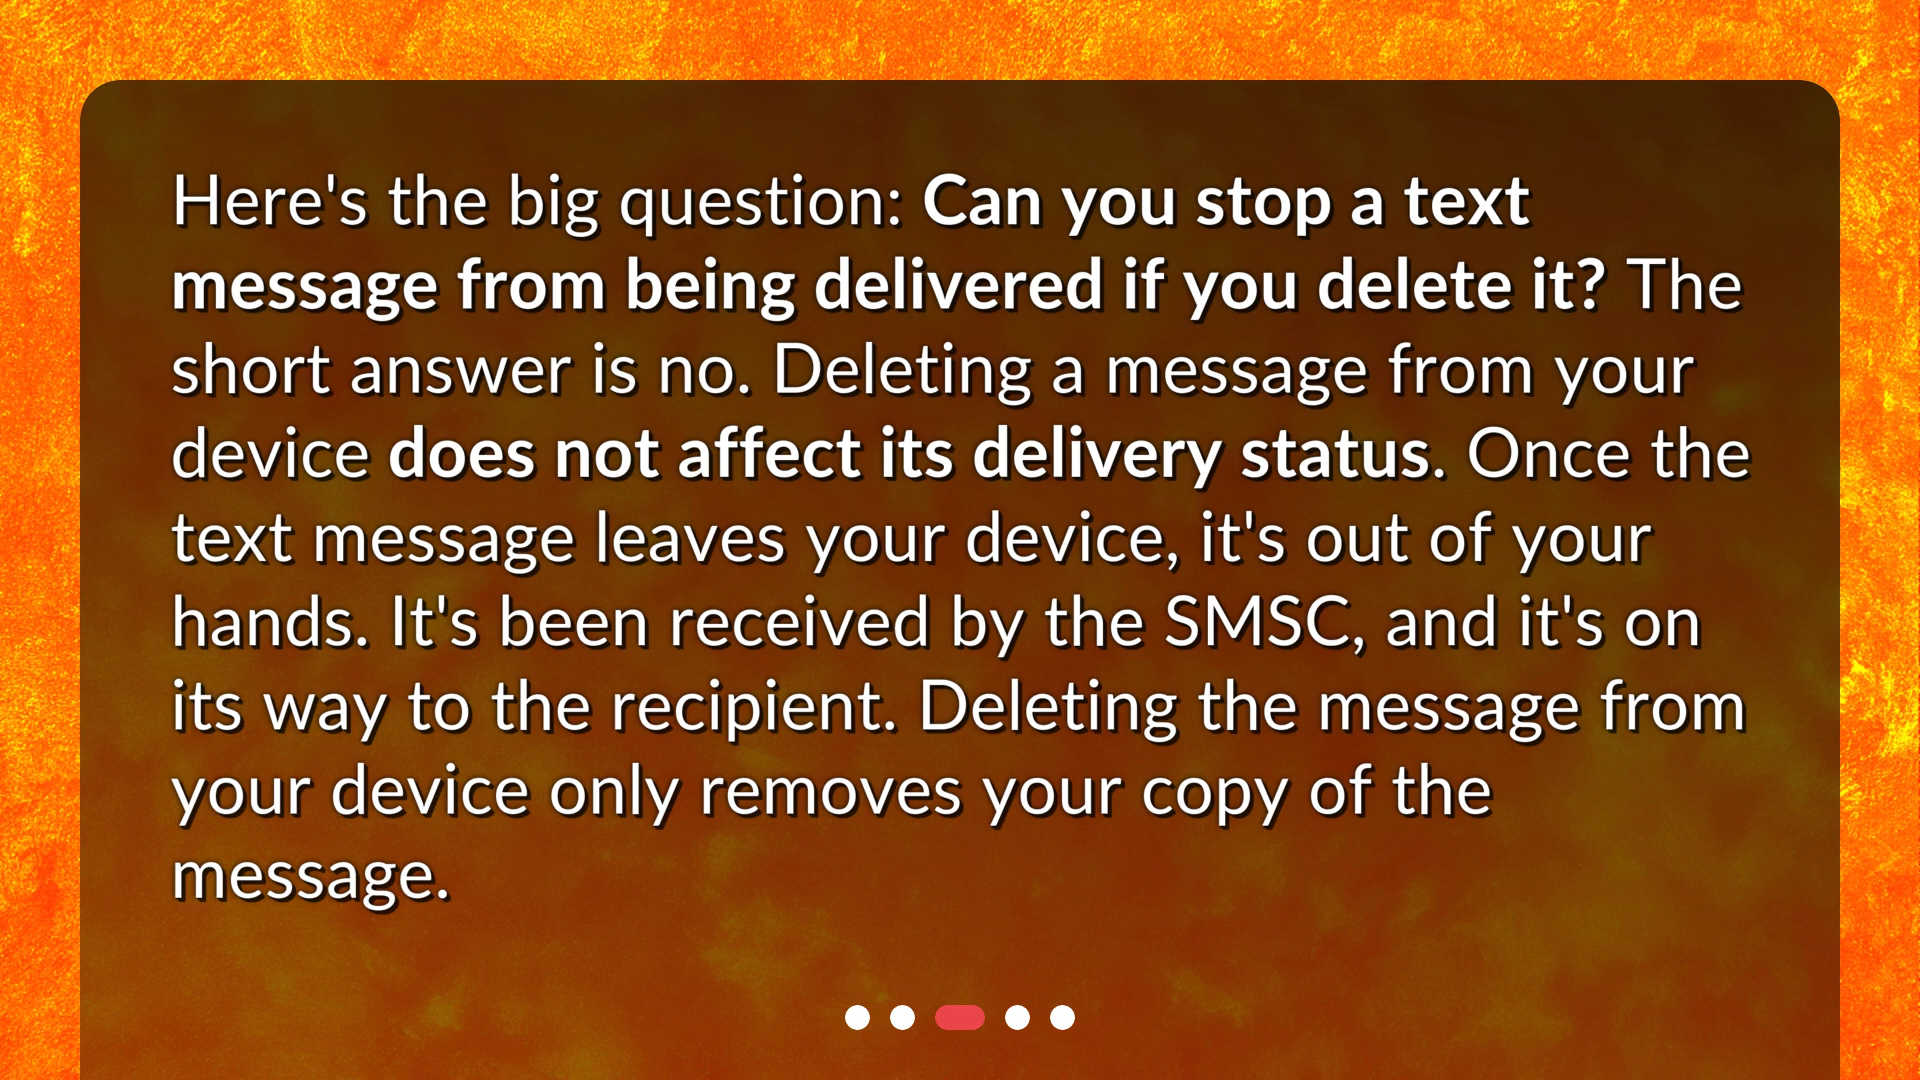 Here's the big question: Can you stop a text
message from being delivered if you delete it? The
short answer is no. Deleting a message from your
device does not affect its delivery status. Once the
text message leaves your device, it's out of your
hands. It's been received by the SMSC, and it's on
its way to the recipient. Deleting the message from
your device only removes your copy of the
message.